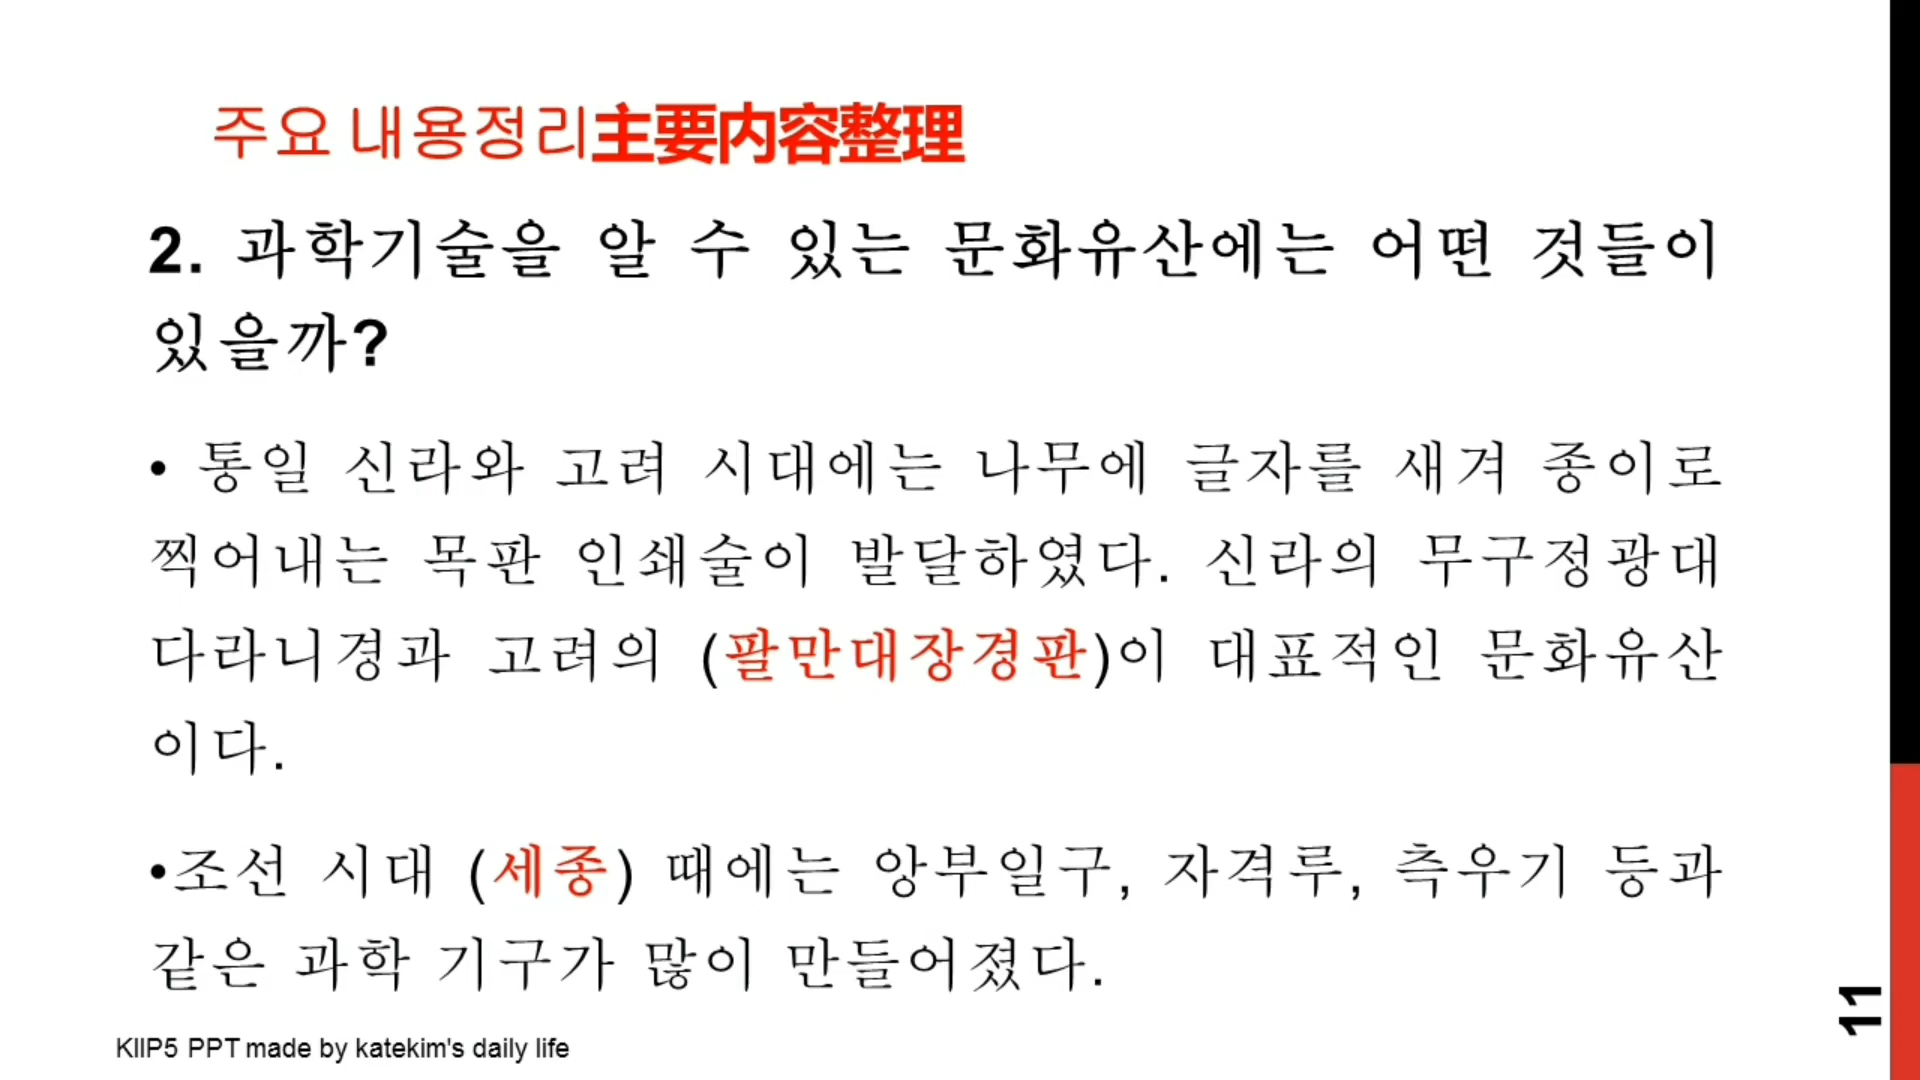 주요 내용정리主要内容整理
2. 과학기술을 알 수 있는 문화유산에는 어떤 것들이
있을까?
• 통일 신라와 고려 시대에는 나무에 글자를 새겨 종이로
찍어내는 목판 인쇄술이 발달하였다. 신라의 무구정광대
다라니경과 고려의 (팔만대장경판)이 대표적인 문화유산
이다.
•조선 시대 (세종) 때에는 앙부일구, 자격루, 측우기 등과
같은 과학 기구가 많이 만들어졌다.
KIIP5 PPT made by katekim's daily life
11